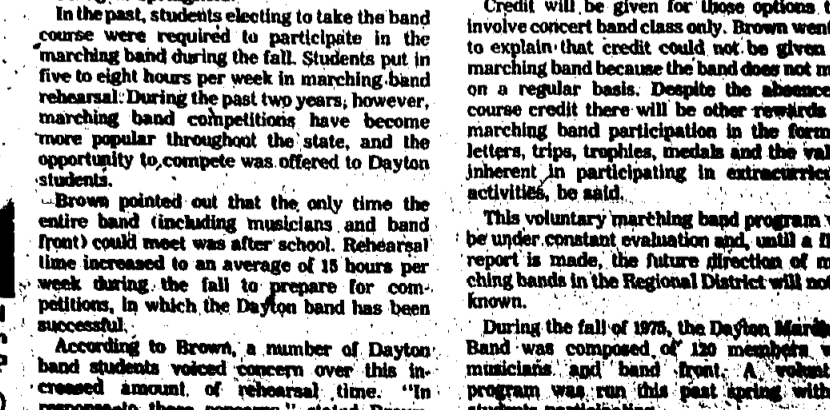 In the past, students electing to take the band
course were required to participate in the
marching band during the fall. Students put in
five to eight hours per week in marching band
rehearsal. During the past two years, however,
marching band competitions have become
more popular throughout the state, and the
opportunity to compete was offered to Dayton
students.
Brown pointed out that the only time the
entire band (including musicians and band
front) could meet was after school. Rehearsal
time increased to an average of 15 hours per
week during the fall to prepare for com-
petitions, in which the Dayton band has been
successful.
According to Brown, a number of Dayton
band students voiced concern over this in-
creased amount of rehearsal time. "In
Credit will be given for those options
involve concert band class only. Brown went
to explain that credit could not be given
marching band because the band does not m
on a regular basis. Despite the absence
course credit there will be other rewards
marching band participation in the form
letters, trips, trophies, medals and the val
inherent in participating in extracurric
activities, he said.
This voluntary marching band program
be under constant evaluation and, until a fi
report is made, the future direction of m
ching bands in the Regional District will not
known.
During the fall of 1975, the Dayton March
Band was composed of 120 members
musicians and band front. A volunt
program was run this past spring with